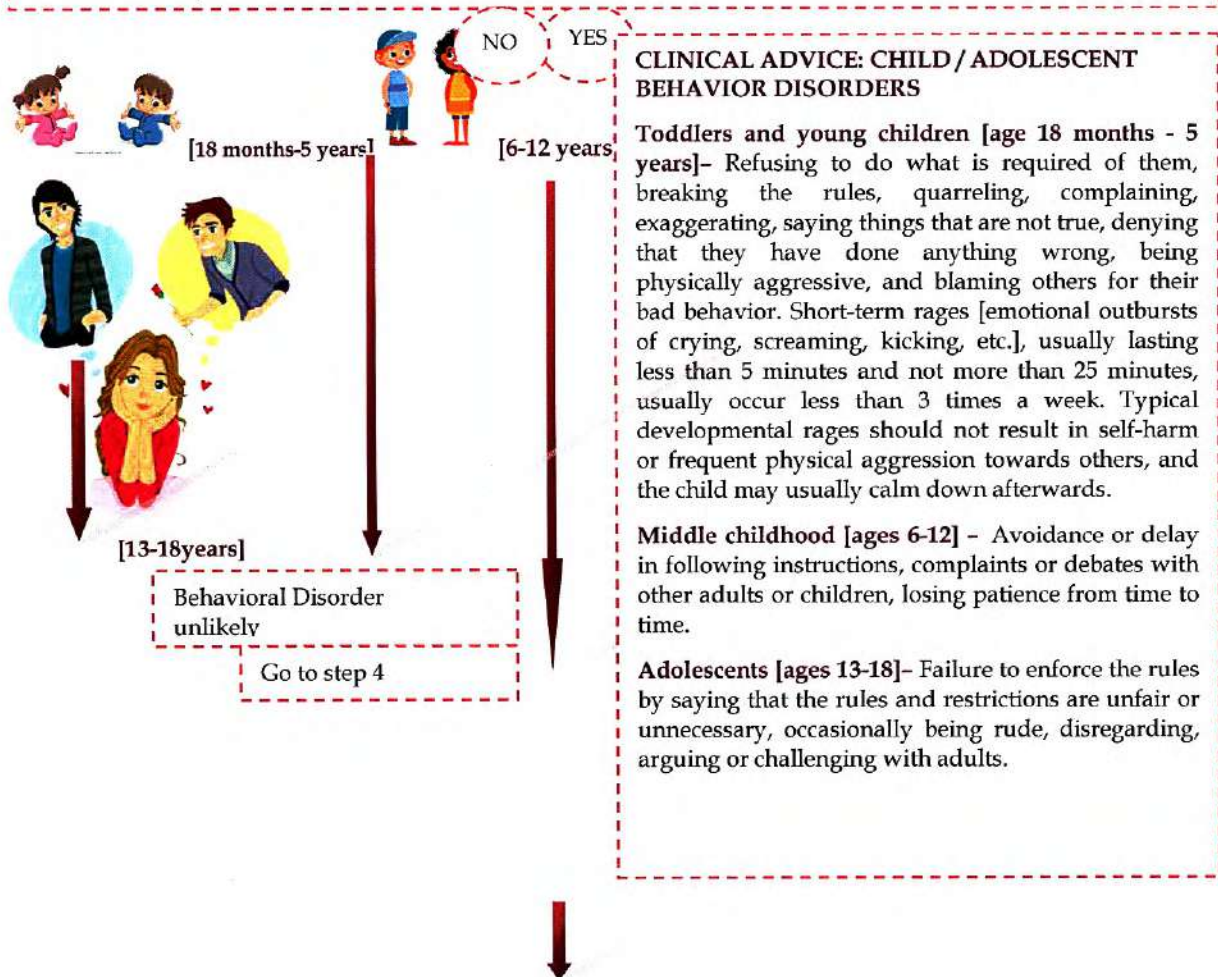 NO
YES
[18 months-5 years]
[6-12 years
[13-18years]
Behavioral Disorder
unlikely
Go to step 4
CLINICAL ADVICE: CHILD / ADOLESCENT
BEHAVIOR DISORDERS
Toddlers and young children [age 18 months - 5
years]– Refusing to do what is required of them,
breaking the rules, quarreling, complaining,
exaggerating, saying things that are not true, denying
that they have done anything wrong, being
physically aggressive, and blaming others for their
bad behavior. Short-term rages [emotional outbursts
of crying, screaming, kicking, etc.], usually lasting
less than 5 minutes and not more than 25 minutes,
usually occur less than 3 times a week. Typical
developmental rages should not result in self-harm
or frequent physical aggression towards others, and
the child may usually calm down afterwards.
Middle childhood [ages 6-12] – Avoidance or delay
in following instructions, complaints or debates with
other adults or children, losing patience from time to
time.
Adolescents [ages 13-18]– Failure to enforce the rules
by saying that the rules and restrictions are unfair or
unnecessary, occasionally being rude, disregarding,
arguing or challenging with adults.